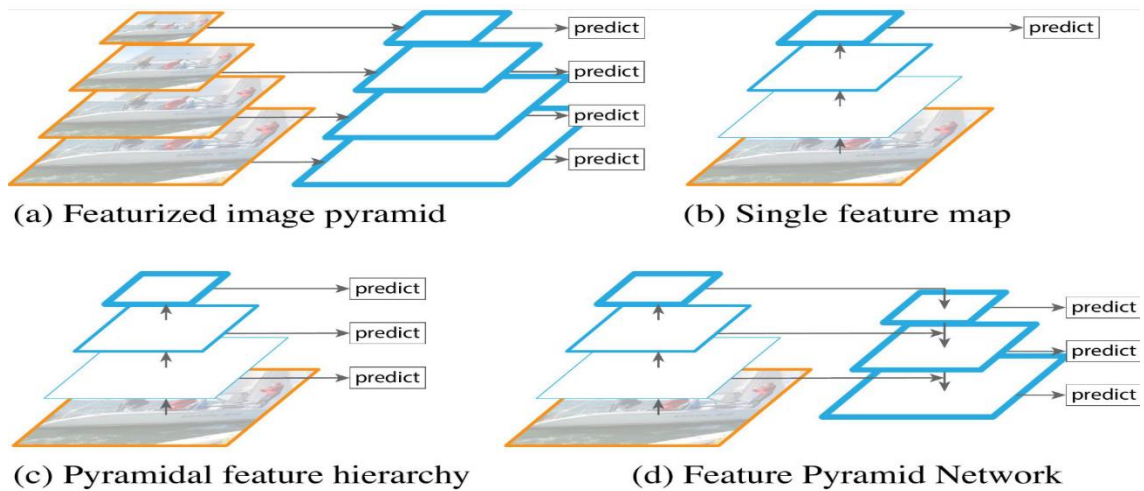 predict
predict
predict
predict
(a) Featurized image pyramid
predict
(b) Single feature map
predict
predict
predict
(c) Pyramidal feature hierarchy
predict
predict
predict
(d) Feature Pyramid Network